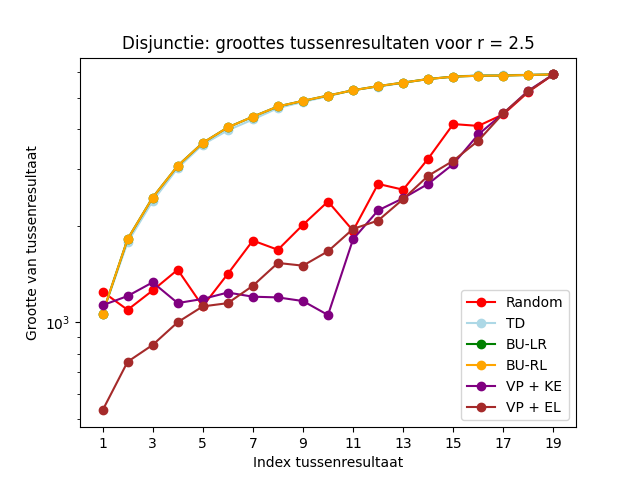 Disjunctie: groottes tussenresultaten voor r = 2.5
Grootte van tussenresultaat
10³
Random
TD
BU-LR
BU-RL
VP + KE
VP + EL
1 3 5 7 9 11 13 15 17 19
Index tussenresultaat